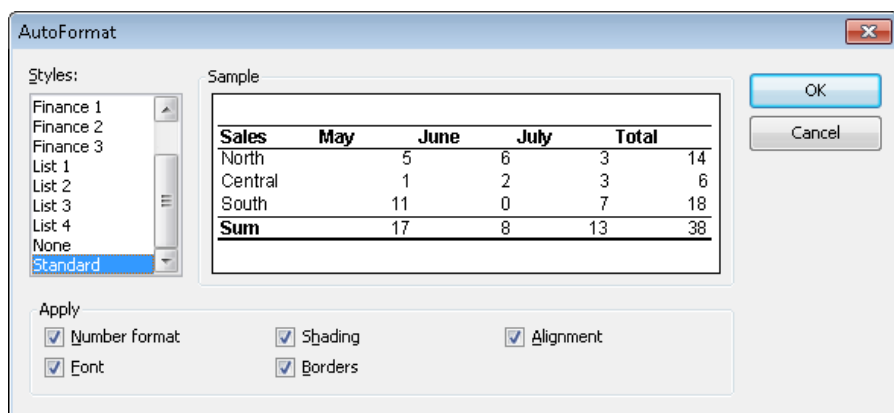 AutoFormat
Styles:
Finance 1
Finance 2
Finance 3
List 1
List 2
List 3
List 4
None
Standard
Sample
Sales May June July Total
North 5 6 3 14
Central 1 2 3 6
South 11 0 7 18
Sum 17 8 13 38
OK
Cancel
Apply
Number format Shading Alignment
Font Borders